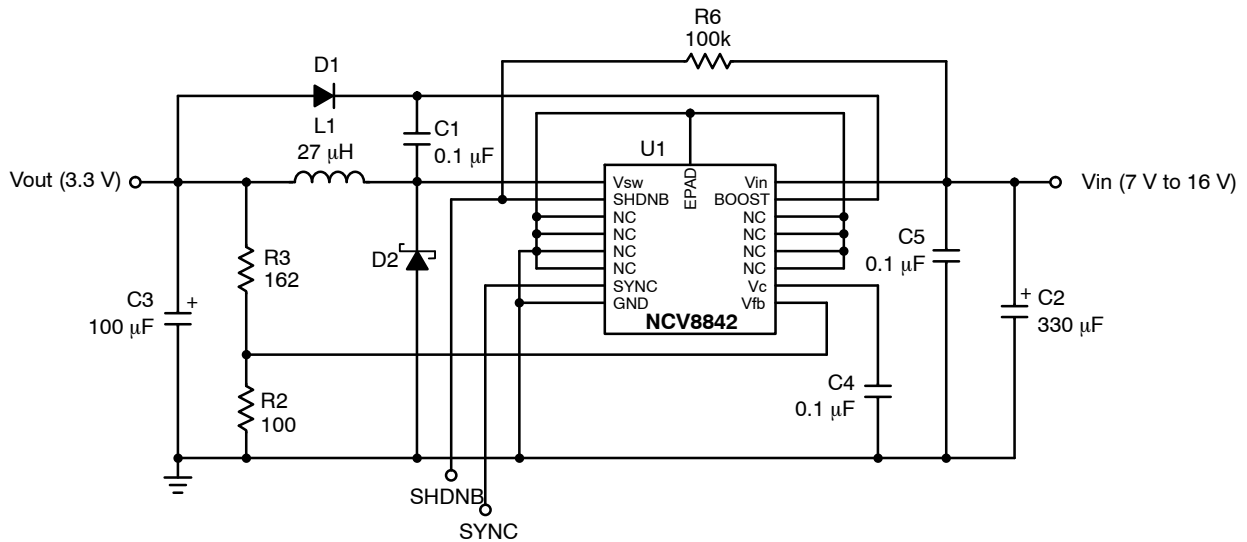 R6
100k
D1
L1
27 μH
C1
0.1 μF
U1
Vout (3.3 V)
Vin (7 V to 16 V)
Vsw
SHDNB
NC
NC
NC
NC
SYNC
GND
EPAD
Vin
BOOST
NC
NC
NC
NC
Vc
Vfb
NCV8842
R3
162
D2
C3
+
100 μF
C5
0.1 μF
+
C2
330 μF
C4
0.1 μF
R2
100
SHDNB
SYNC